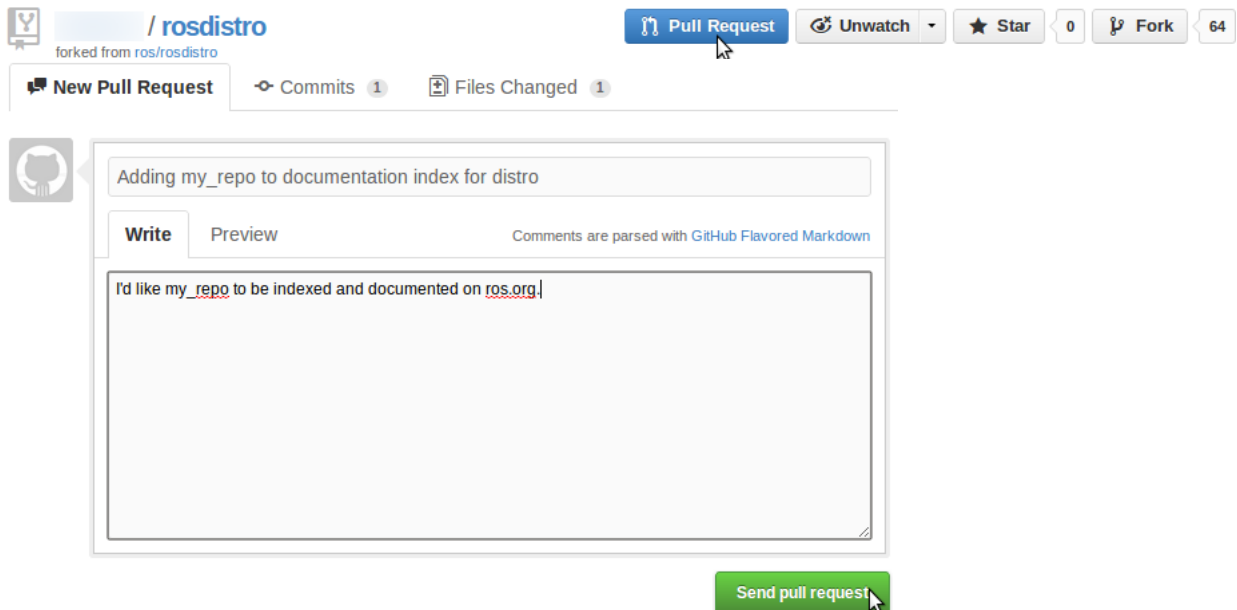 / rosdistro
forked from ros/rosdistro
Pull Request
Unwatch
Star 0
Fork 64
New Pull Request
Commits 1
Files Changed 1
Adding my_repo to documentation index for distro
Write
Preview
Comments are parsed with GitHub Flavored Markdown
I'd like my_repo to be indexed and documented on ros.org.
Send pull request